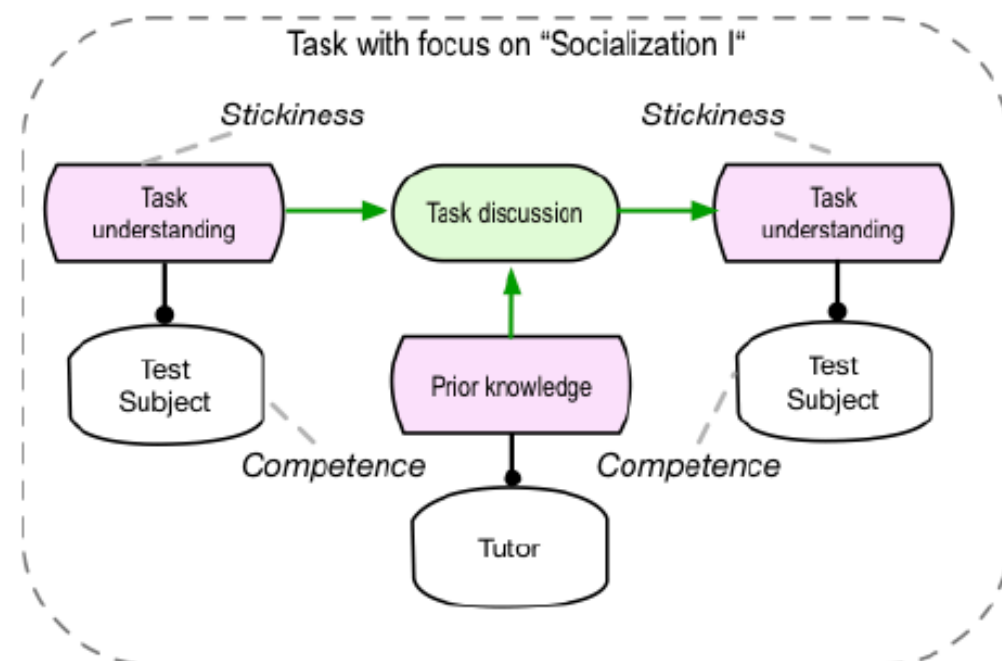 Task with focus on “Socialization I“
Stickiness
Stickiness
Task
understanding
Task discussion
Task
understanding
Test
Subject
Prior knowledge
Test
Subject
Competence
Competence
Tutor